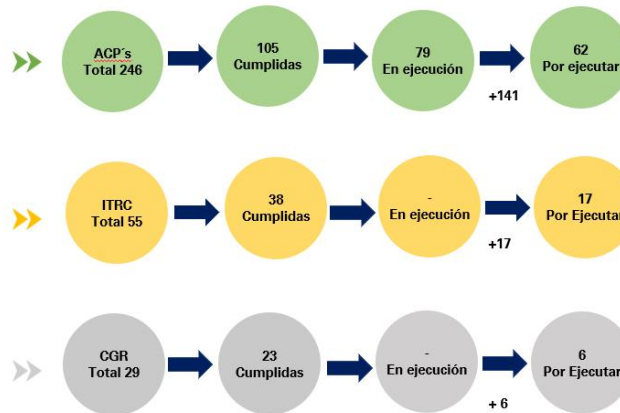 ACP´s
Total 246
105
Cumplidas
79
En ejecución
62
Por ejecutar
+141
ITRC
Total 55
38
Cumplidas
-
En ejecución
17
Por Ejecutar
+17
CGR
Total 29
23
Cumplidas
-
En ejecución
6
Por Ejecutar
+ 6